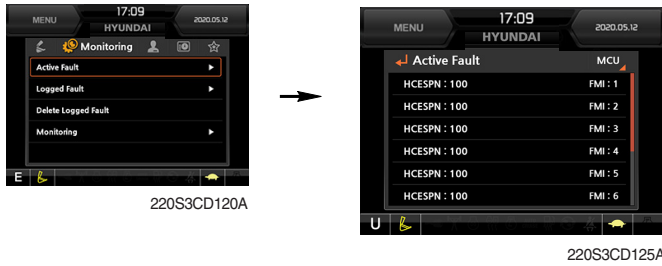 MENU
17:09
2020.05.12
HYUNDAI
Monitoring
Active Fault
Logged Fault
Delete Logged Fault
Monitoring
E
220S3CD120A
MENU
17:09
2020.05.12
HYUNDAI
Active Fault MCU
HCESPN : 100 FMI : 1
HCESPN : 100 FMI : 2
HCESPN : 100 FMI : 3
HCESPN : 100 FMI : 4
HCESPN : 100 FMI : 5
HCESPN : 100 FMI : 6
U
220S3CD125A